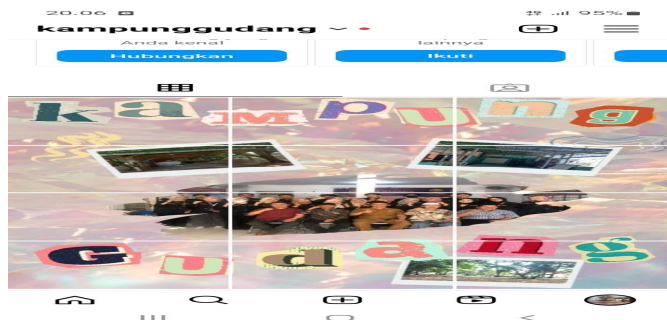 20.06 95%
kampunggudang
Anda kenal lainnya
Hubungkan Ikuti
kaMpung
Gudang